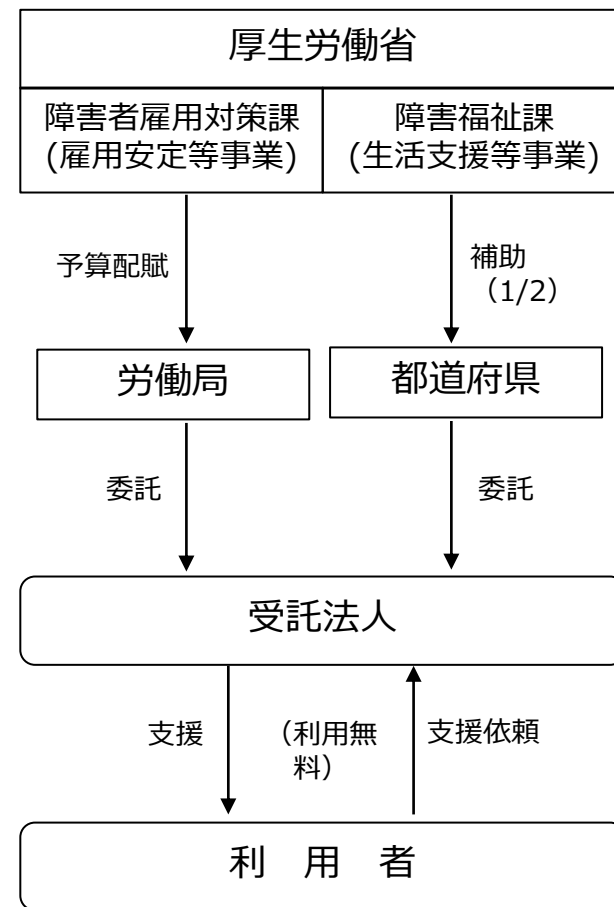 厚生労働省
障害者雇用対策課
(雇用安定等事業)
障害福祉課
(生活支援等事業)
予算配賦
補助
（1/2）
労働局
都道府県
委託
委託
受託法人
支援
（利用無
料）
支援依頼
利　用　者